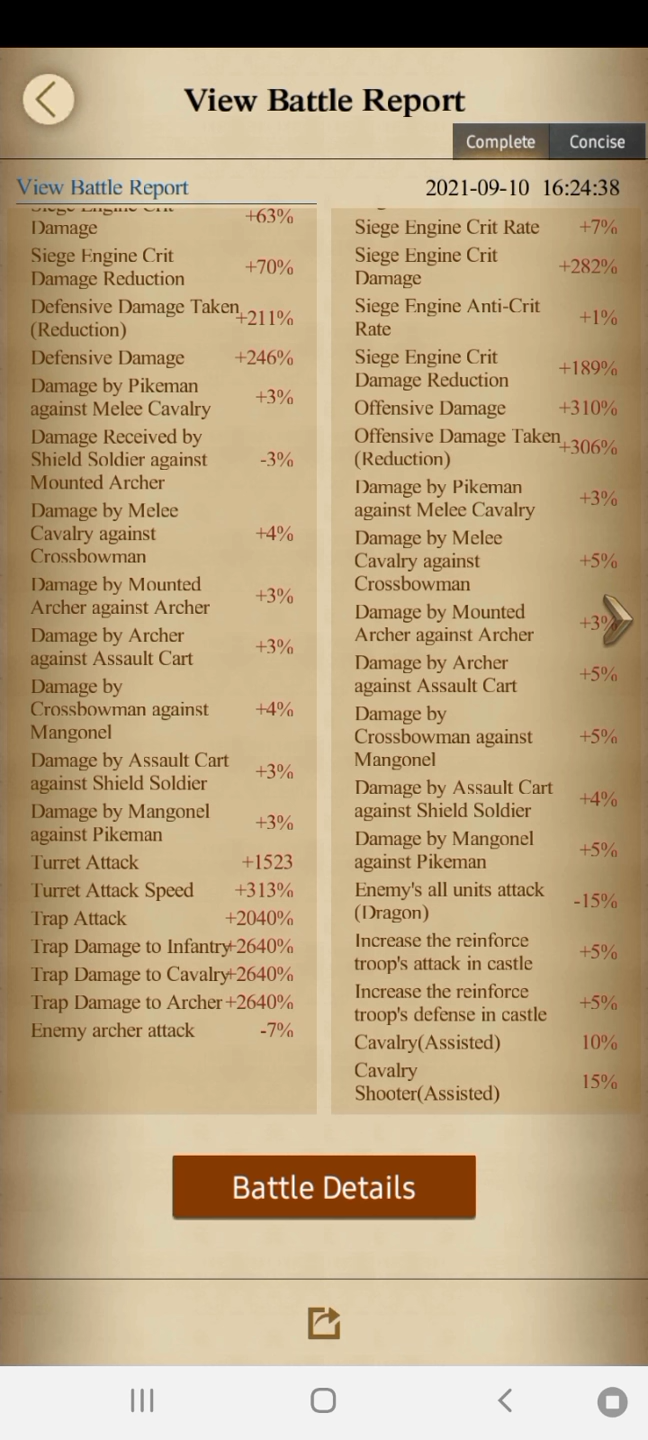 View Battle Report
Complete
Concise
View Battle Report
2021-09-10 16:24:38
Siege Engine Crit
Damage
+63%
Siege Engine Crit
Damage Reduction
+70%
Defensive Damage Taken
(Reduction)
+211%
Defensive Damage
+246%
Damage by Pikeman
against Melee Cavalry
+3%
Damage Received by
Shield Soldier against
Mounted Archer
-3%
Damage by Melee
Cavalry against
Crossbowman
+4%
Damage by Mounted
Archer against Archer
+3%
Damage by Archer
against Assault Cart
+3%
Damage by
Crossbowman against
Mangonel
+4%
Damage by Assault Cart
against Shield Soldier
+3%
Damage by Mangonel
against Pikeman
+3%
Turret Attack
+1523
Turret Attack Speed
+313%
Trap Attack
+2040%
Trap Damage to Infantry
+2640%
Trap Damage to Cavalry
+2640%
Trap Damage to Archer
+2640%
Enemy archer attack
-7%
Siege Engine Crit Rate
+7%
Siege Engine Crit
Damage
+282%
Siege Engine Anti-Crit
Rate
+1%
Siege Engine Crit
Damage Reduction
+189%
Offensive Damage
+310%
Offensive Damage Taken
(Reduction)
+306%
Damage by Pikeman
against Melee Cavalry
+3%
Damage by Melee
Cavalry against
Crossbowman
+5%
Damage by Mounted
Archer against Archer
+3%
Damage by Archer
against Assault Cart
+5%
Damage by
Crossbowman against
Mangonel
+5%
Damage by Assault Cart
against Shield Soldier
+4%
Damage by Mangonel
against Pikeman
+5%
Enemy's all units attack
(Dragon)
-15%
Increase the reinforce
troop's attack in castle
+5%
Increase the reinforce
troop's defense in castle
+5%
Cavalry(Assisted)
10%
Cavalry
Shooter(Assisted)
15%
Battle Details